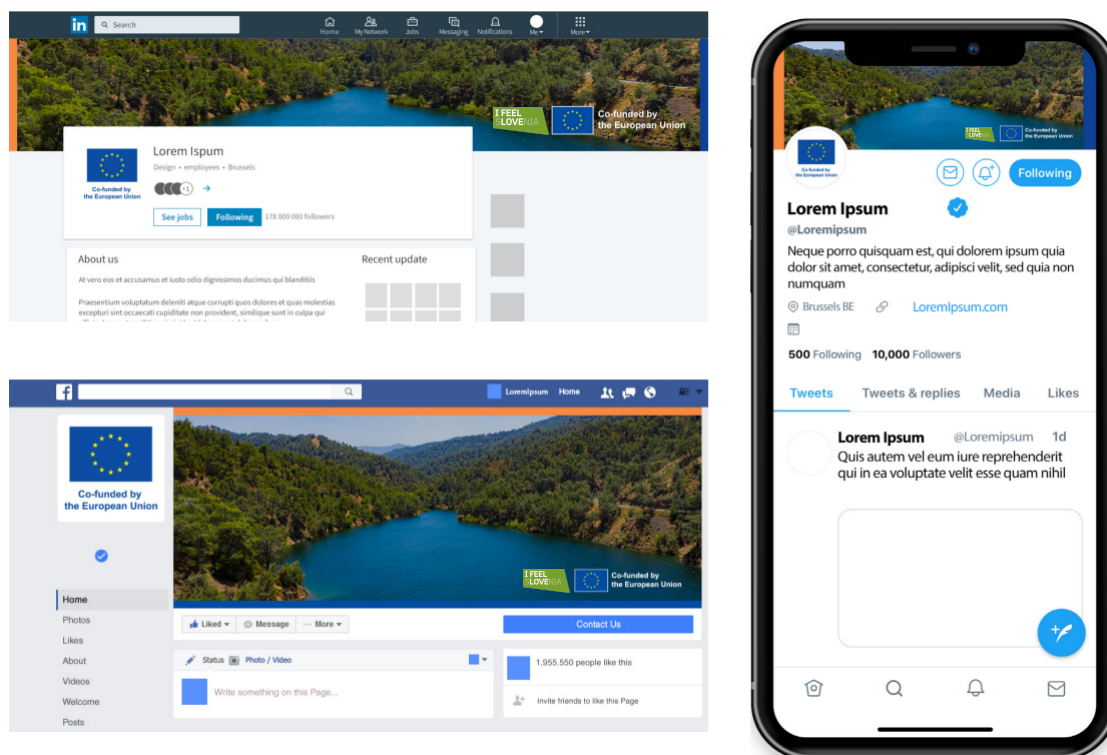 in Search
Home My Network Jobs Messaging Notifications Me More
I FEEL
SLOVENIA
Co-funded by
the European Union
Lorem Ispum
Design • employees • Brussels
+1
Co-funded by
the European Union
See jobs Following 178 000 000 followers
About us
Recent update
At vero eos et accusamus et iusto odio dignissimos ducimus qui blanditiis
Praesentium voluptatum deleniti atque corrupti quos dolores et quas molestias
excepturi sint occaecati cupiditate non provident, similique sunt in culpa qui
f LoremIpsum Home
Co-funded by
the European Union
I FEEL
SLOVENIA
Co-funded by
the European Union
Home
Photos
Likes
About
Videos
Welcome
Posts
Liked Message More Contact Us
Status Photo / Video
Write something on this Page...
1,955.550 people like this
Invite friends to like this Page
I FEEL
SLOVENIA
Co-funded by
the European Union
Co-funded by
the European Union
Following
Lorem Ipsum
@Loremipsum
Neque porro quisquam est, qui dolorem ipsum quia
dolor sit amet, consectetur, adipisci velit, sed quia non
numquam
Brussels BE LoremIpsum.com
500 Following 10,000 Followers
Tweets Tweets & replies Media Likes
Lorem Ipsum @Loremipsum 1d
Quis autem vel eum iure reprehenderit
qui in ea voluptate velit esse quam nihil